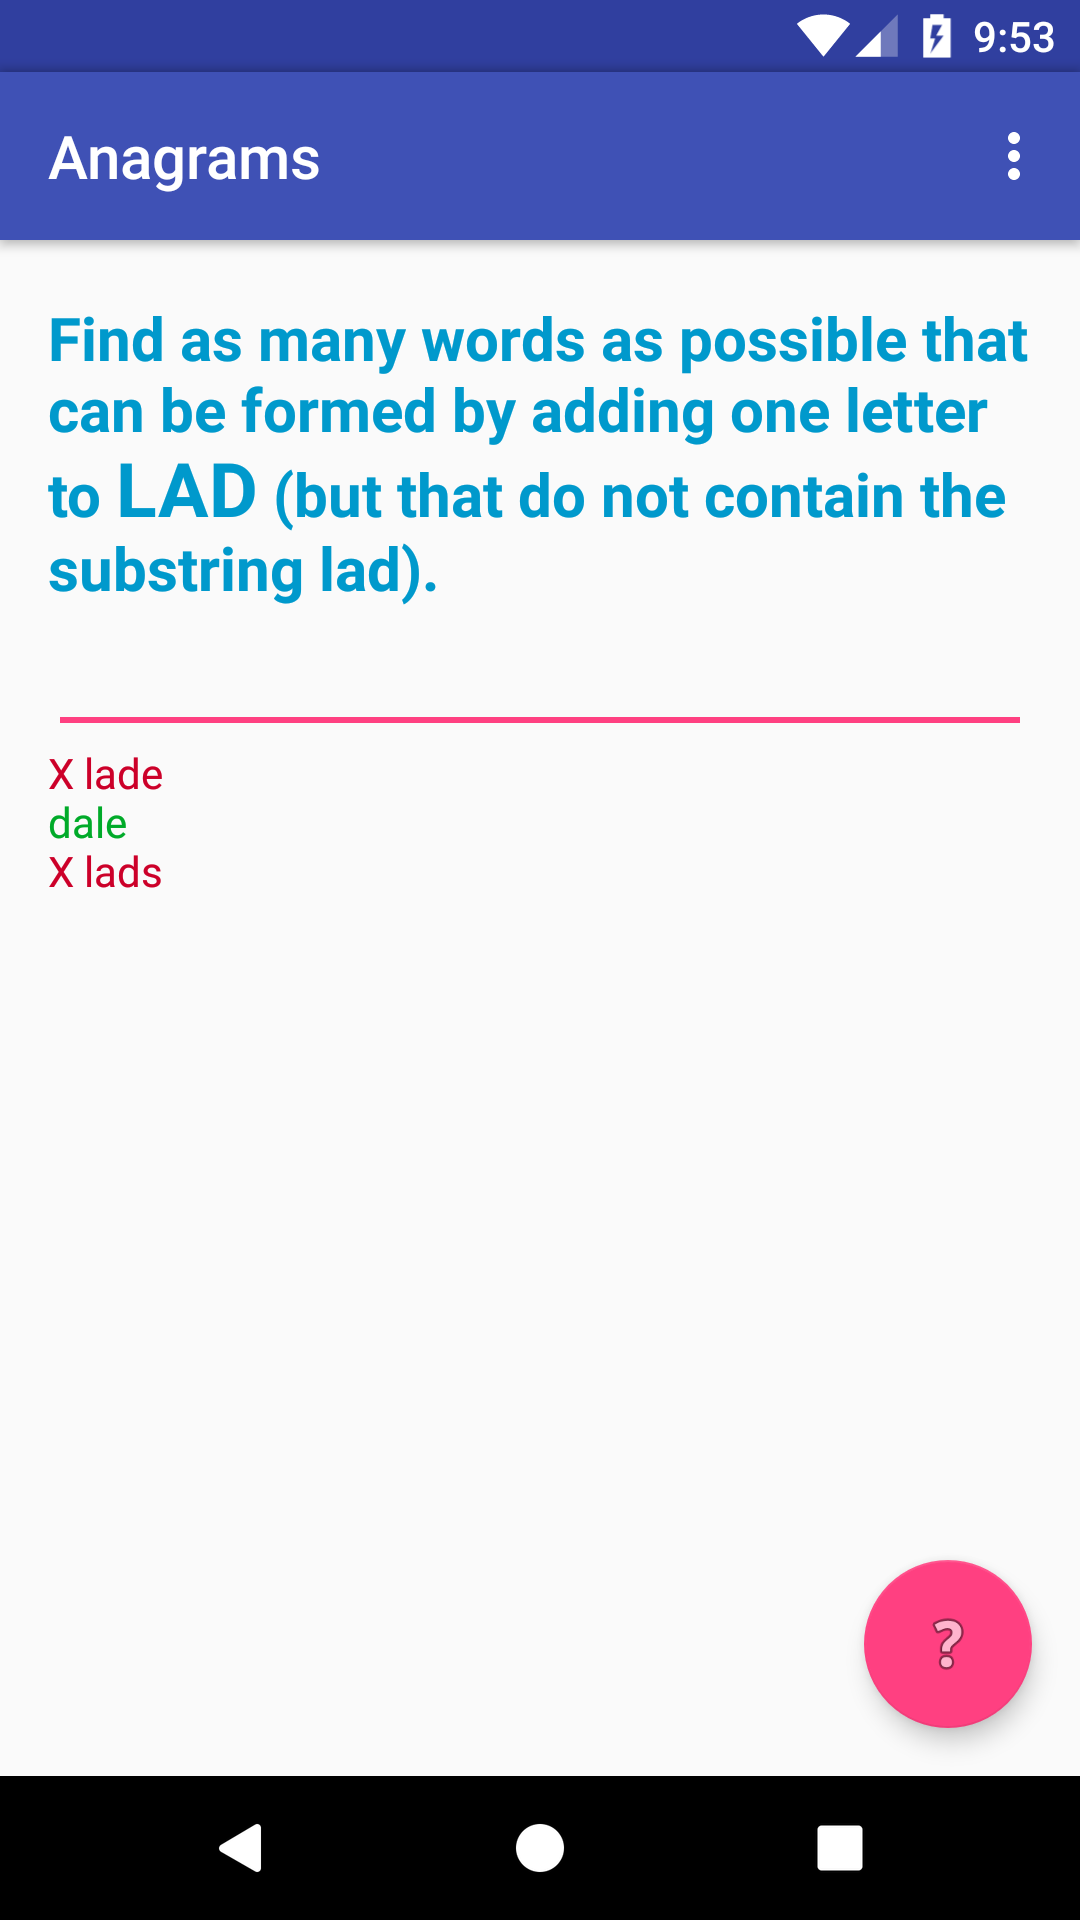 9:53
Anagrams
Find as many words as possible that
can be formed by adding one letter
to LAD (but that do not contain the
substring lad).
X lade
dale
X lads
?